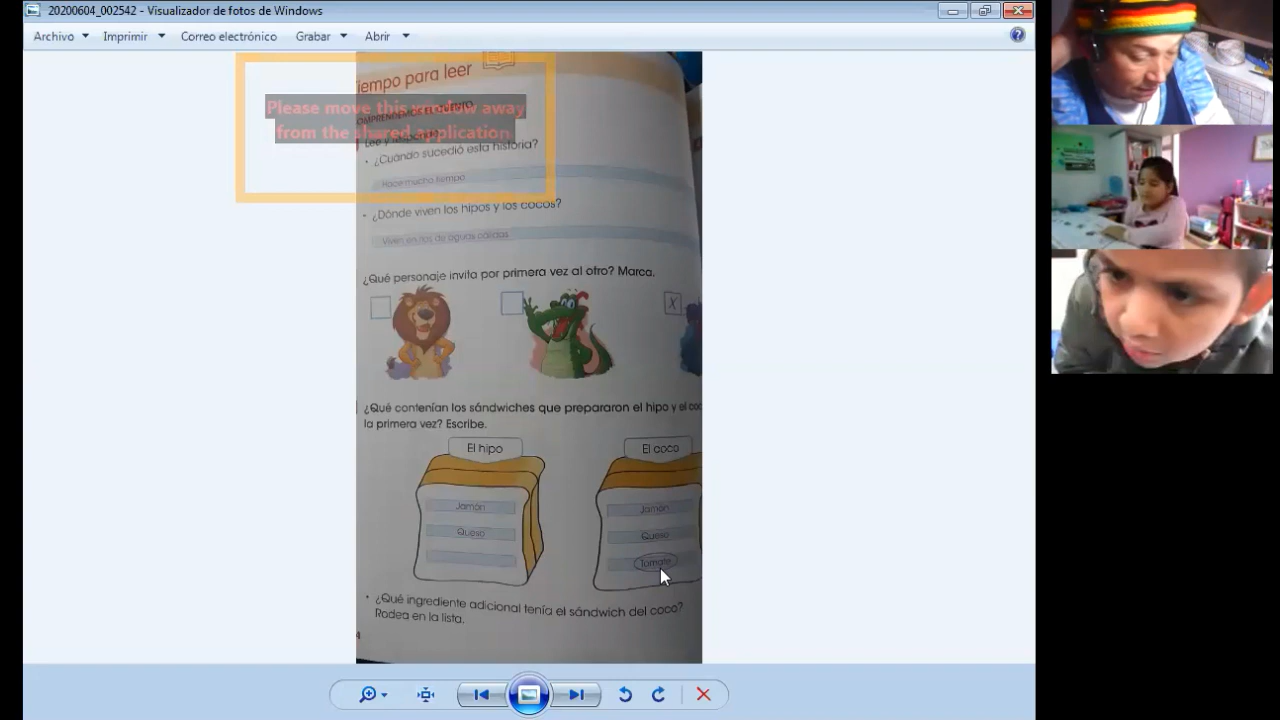 20200604_002542 - Visualizador de fotos de Windows
Archivo Imprimir Correo electrónico Grabar Abrir
iempo para leer
Please move this window away
from the shared application
Lee y responde.
¿Cuándo sucedió esta historia?
Hace mucho tiempo
¿Dónde viven los hipos y los cocos?
Viven en ríos de aguas cálidas
¿Qué personaje invita por primera vez al otro? Marca.
X
¿Qué contenían los sándwiches que prepararon el hipo y el coc
la primera vez? Escribe.
El hipo El coco
Jamón Jamón
Queso Queso
Tomate
¿Qué ingrediente adicional tenía el sándwich del coco?
Rodea en la lista.
4